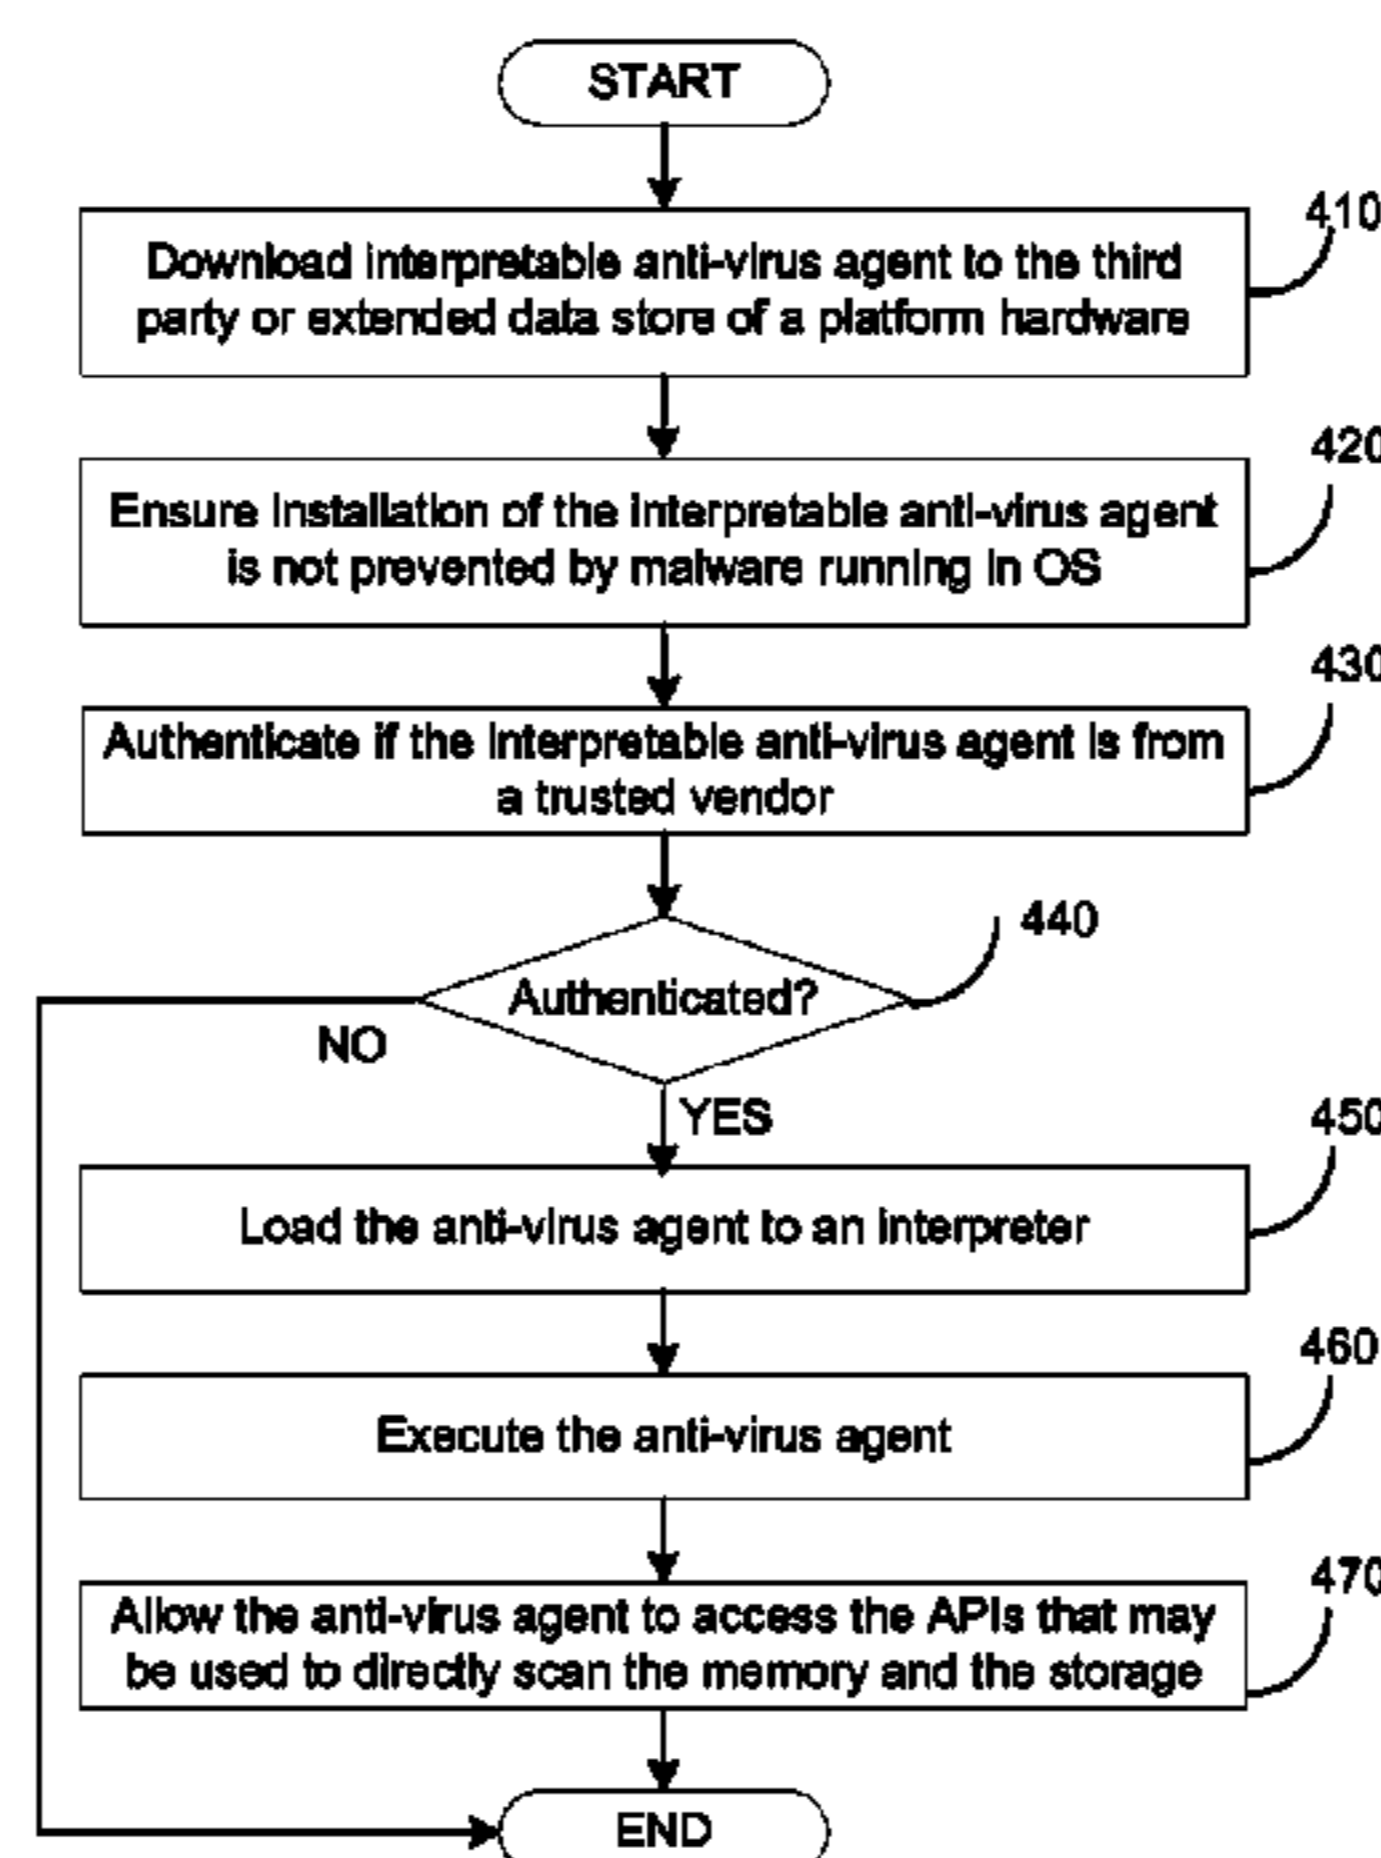 START
410
Download interpretable anti-virus agent to the third
party or extended data store of a platform hardware
420
Ensure installation of the interpretable anti-virus agent
is not prevented by malware running in OS
430
Authenticate if the interpretable anti-virus agent is from
a trusted vendor
440
Authenticated?
NO
YES
450
Load the anti-virus agent to an interpreter
460
Execute the anti-virus agent
470
Allow the anti-virus agent to access the APIs that may
be used to directly scan the memory and the storage
END